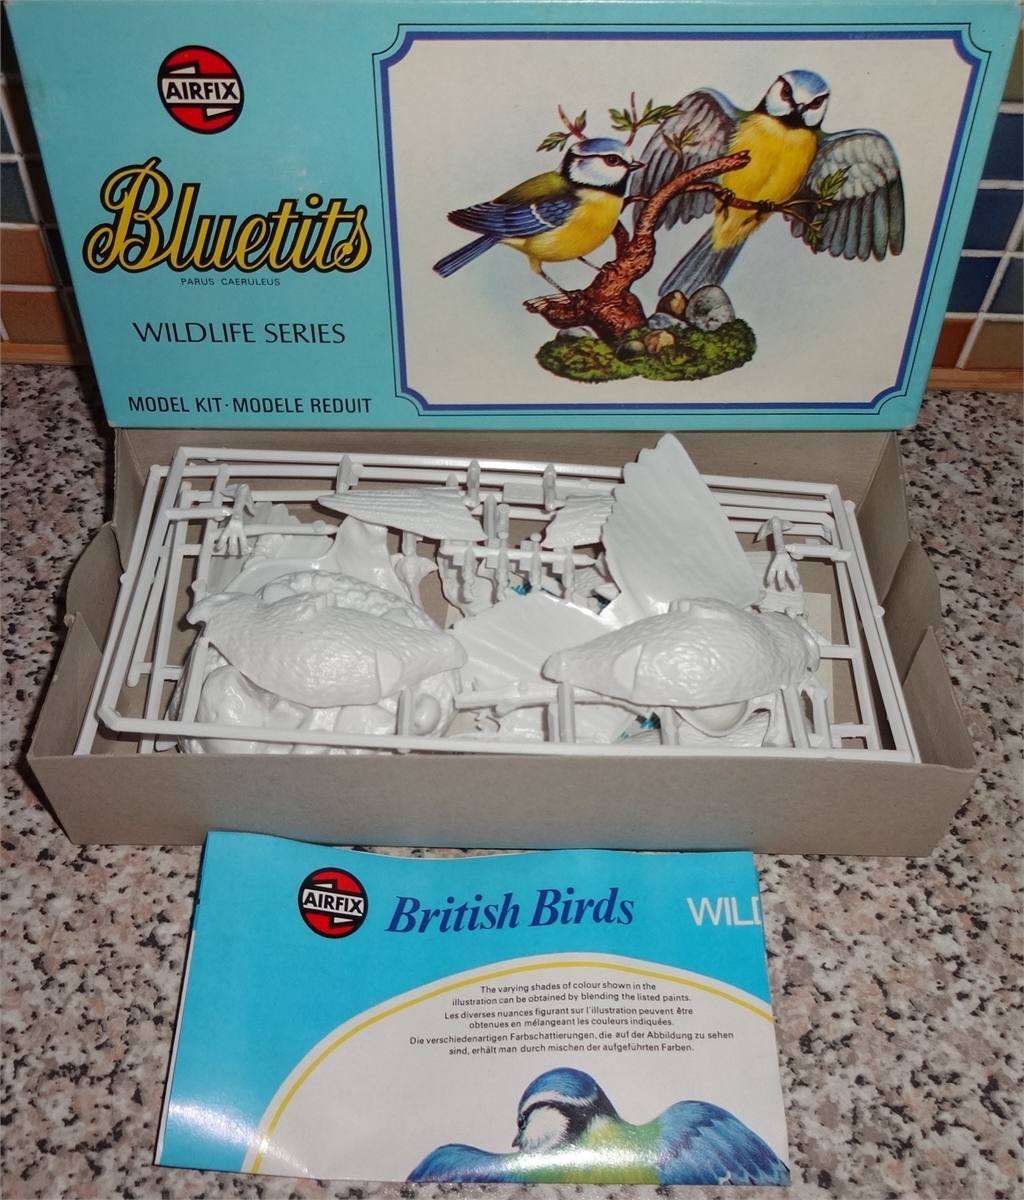 AIRFIX
Bluetits
PARUS CAERULEUS
WILDLIFE SERIES
MODEL KIT·MODELE REDUIT
AIRFIX
British Birds
WILD
The varying shades of colour shown in the
illustration can be obtained by blending the listed paints.
Les diverses nuances figurant sur l'illustration peuvent être
obtenues en mélangeant les couleurs indiquées.
Die verschiedenartigen Farbschattierungen, die auf der Abbildung zu sehen
sind, erhält man durch mischen der aufgeführten Farben.